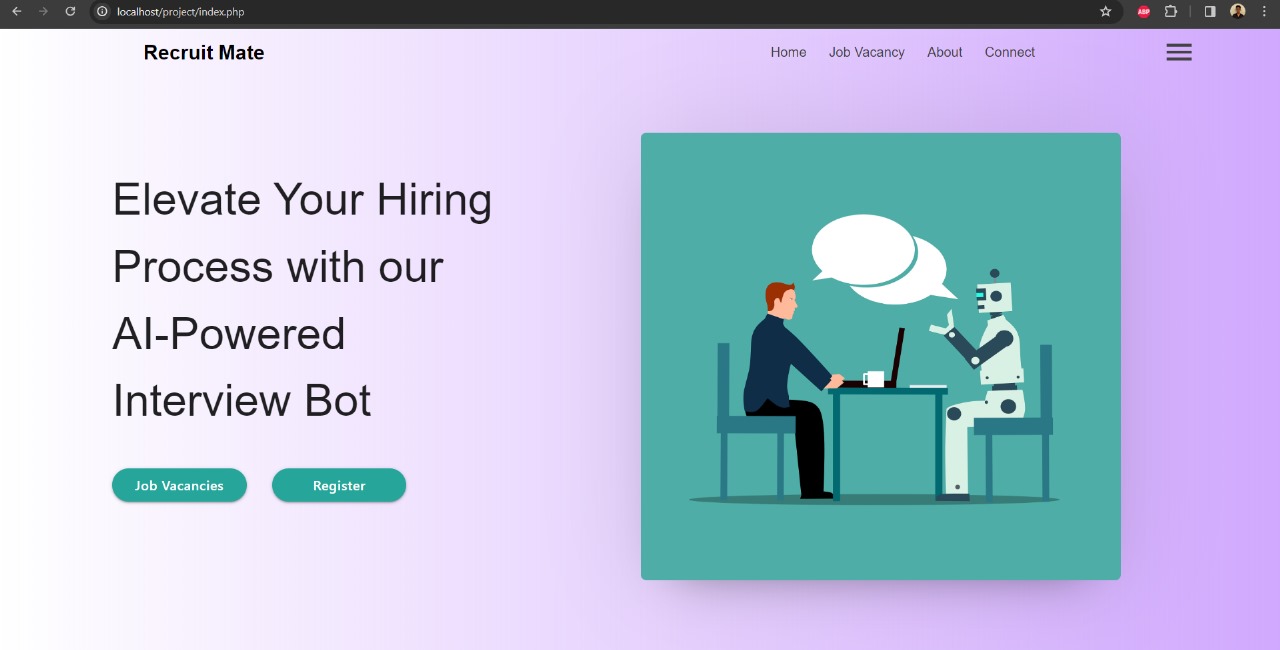 localhost/project/index.php
ABP
Recruit Mate
Home Job Vacancy About Connect
Elevate Your Hiring
Process with our
AI-Powered
Interview Bot
Job Vacancies Register